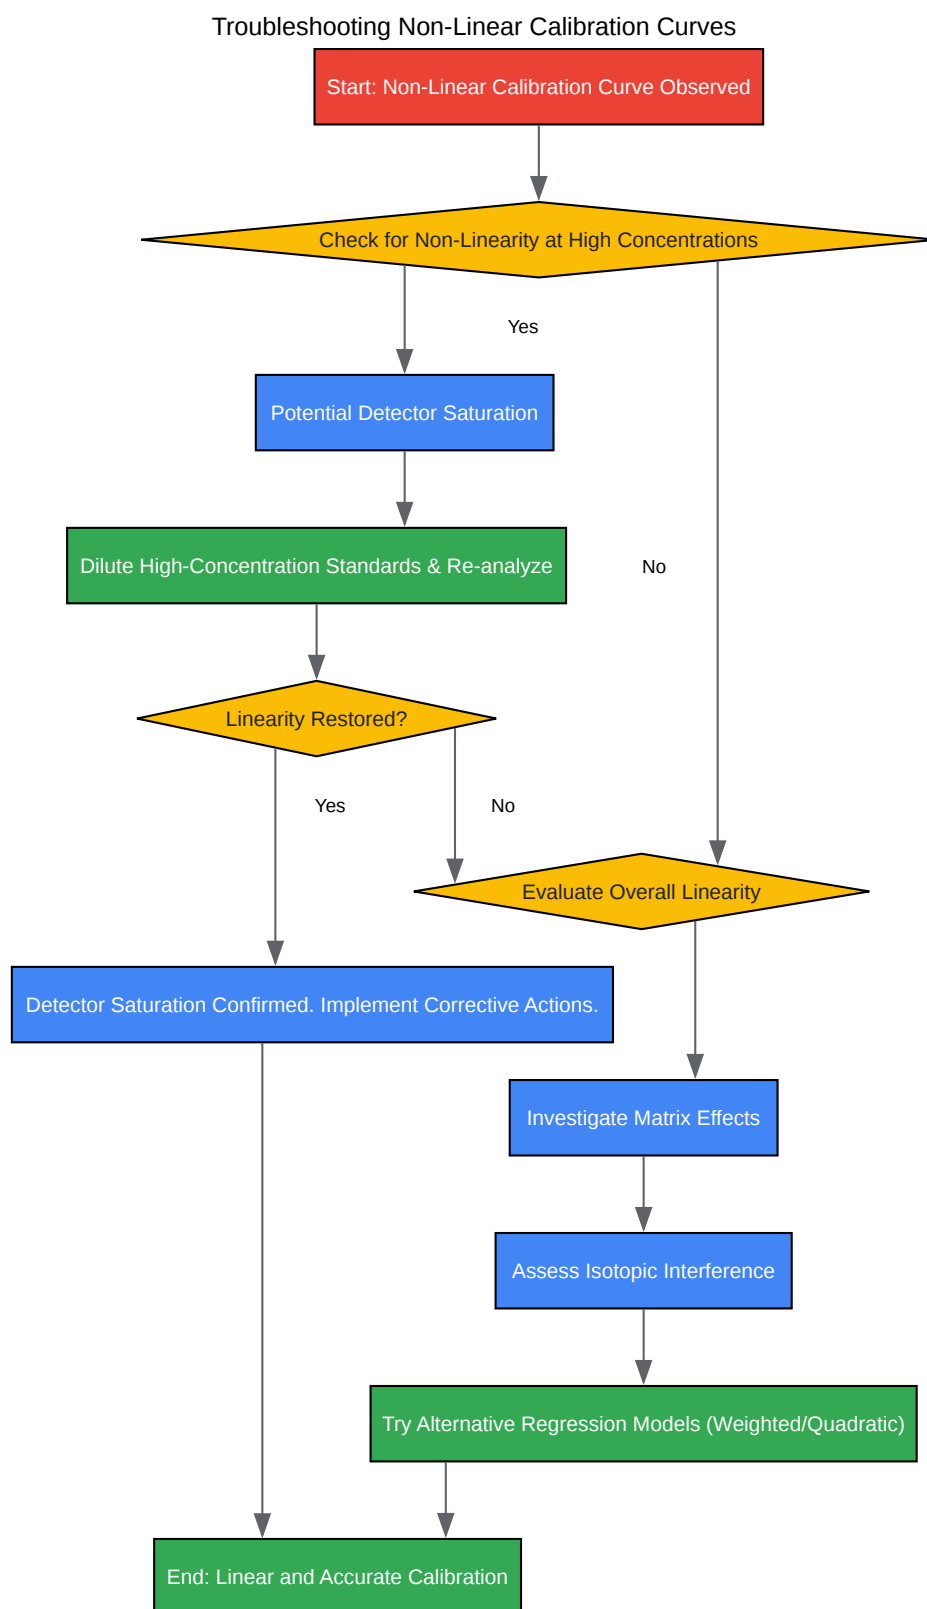 Troubleshooting Non-Linear Calibration Curves
Start: Non-Linear Calibration Curve Observed
Check for Non-Linearity at High Concentrations
Yes
Potential Detector Saturation
Dilute High-Concentration Standards & Re-analyze
No
Linearity Restored?
Yes
No
Evaluate Overall Linearity
Detector Saturation Confirmed. Implement Corrective Actions.
Investigate Matrix Effects
Assess Isotopic Interference
Try Alternative Regression Models (Weighted/Quadratic)
End: Linear and Accurate Calibration